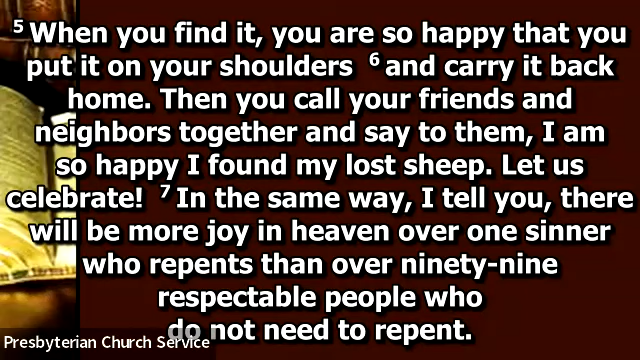 5 When you find it, you are so happy that you
put it on your shoulders 6 and carry it back
home. Then you call your friends and
neighbors together and say to them, I am
so happy I found my lost sheep. Let us
celebrate! 7 In the same way, I tell you, there
will be more joy in heaven over one sinner
who repents than over ninety-nine
respectable people who
do not need to repent.
Presbyterian Church Service